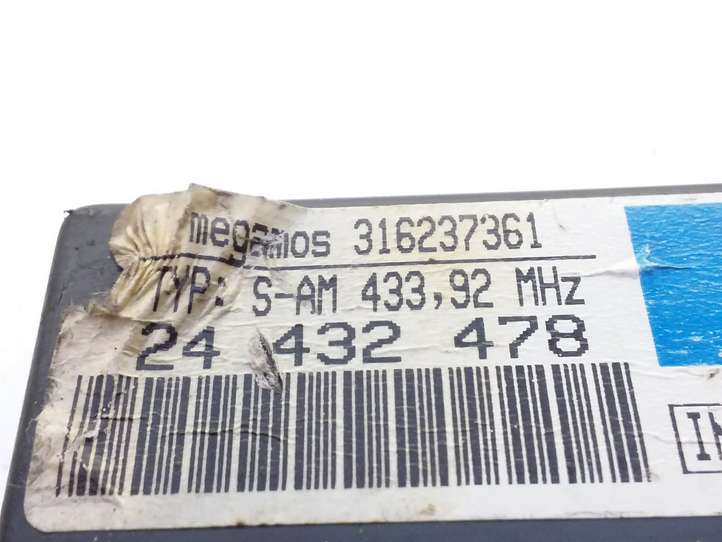 megamos 316237361
TYP: S-AM 433,92 MHz
24 432 478